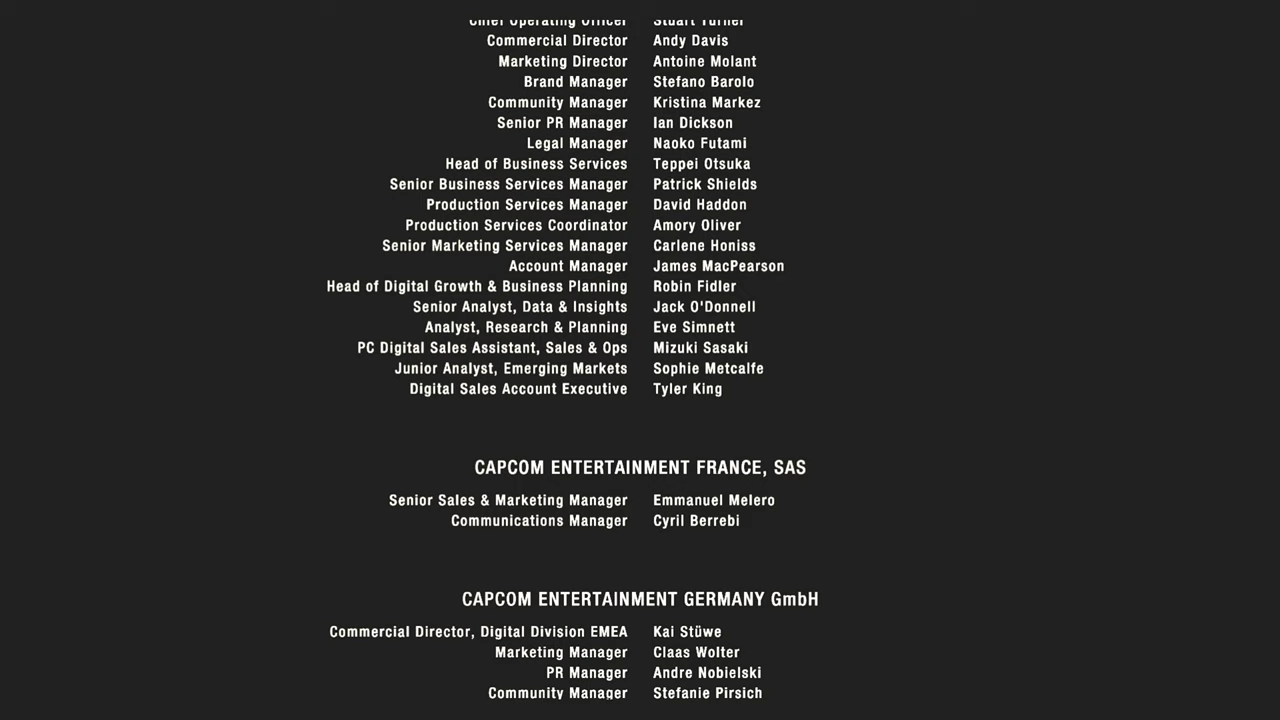 Chief Operating Officer Stuart Turner
Commercial Director Andy Davis
Marketing Director Antoine Molant
Brand Manager Stefano Barolo
Community Manager Kristina Markez
Senior PR Manager Ian Dickson
Legal Manager Naoko Futami
Head of Business Services Teppei Otsuka
Senior Business Services Manager Patrick Shields
Production Services Manager David Haddon
Production Services Coordinator Amory Oliver
Senior Marketing Services Manager Carlene Honiss
Account Manager James MacPearson
Head of Digital Growth & Business Planning Robin Fidler
Senior Analyst, Data & Insights Jack O'Donnell
Analyst, Research & Planning Eve Simnett
PC Digital Sales Assistant, Sales & Ops Mizuki Sasaki
Junior Analyst, Emerging Markets Sophie Metcalfe
Digital Sales Account Executive Tyler King
CAPCOM ENTERTAINMENT FRANCE, SAS
Senior Sales & Marketing Manager Emmanuel Melero
Communications Manager Cyril Berrebi
CAPCOM ENTERTAINMENT GERMANY GmbH
Commercial Director, Digital Division EMEA Kai Stüwe
Marketing Manager Claas Wolter
PR Manager Andre Nobielski
Community Manager Stefanie Pirsich